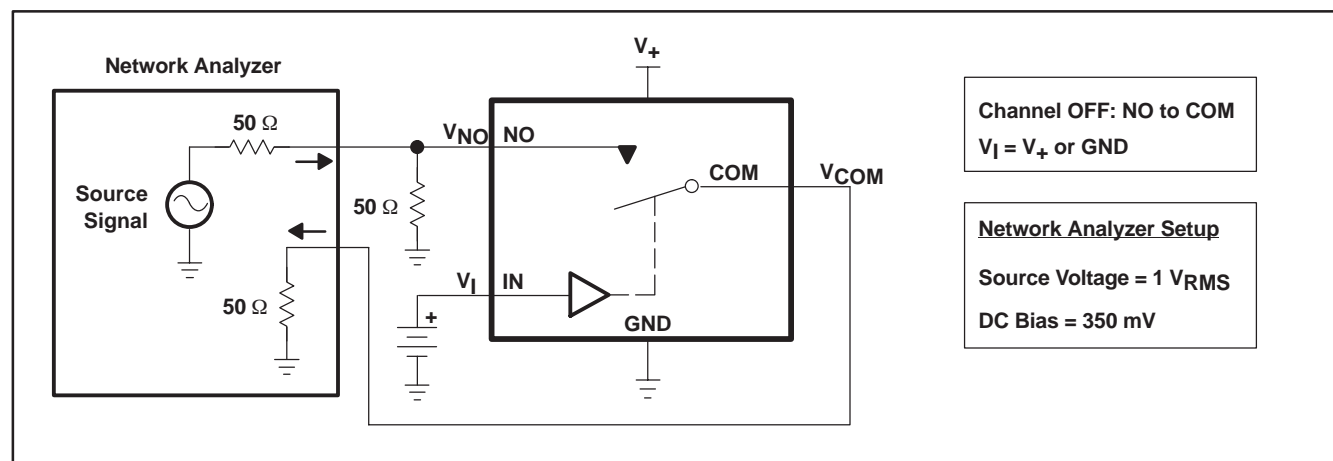 V+
Network Analyzer
50 Ω
VNO NO
COM
VCOM
Source
Signal
50 Ω
VI IN
+
50 Ω
GND
Channel OFF: NO to COM
VI = V+ or GND
Network Analyzer Setup
Source Voltage = 1 VRMS
DC Bias = 350 mV